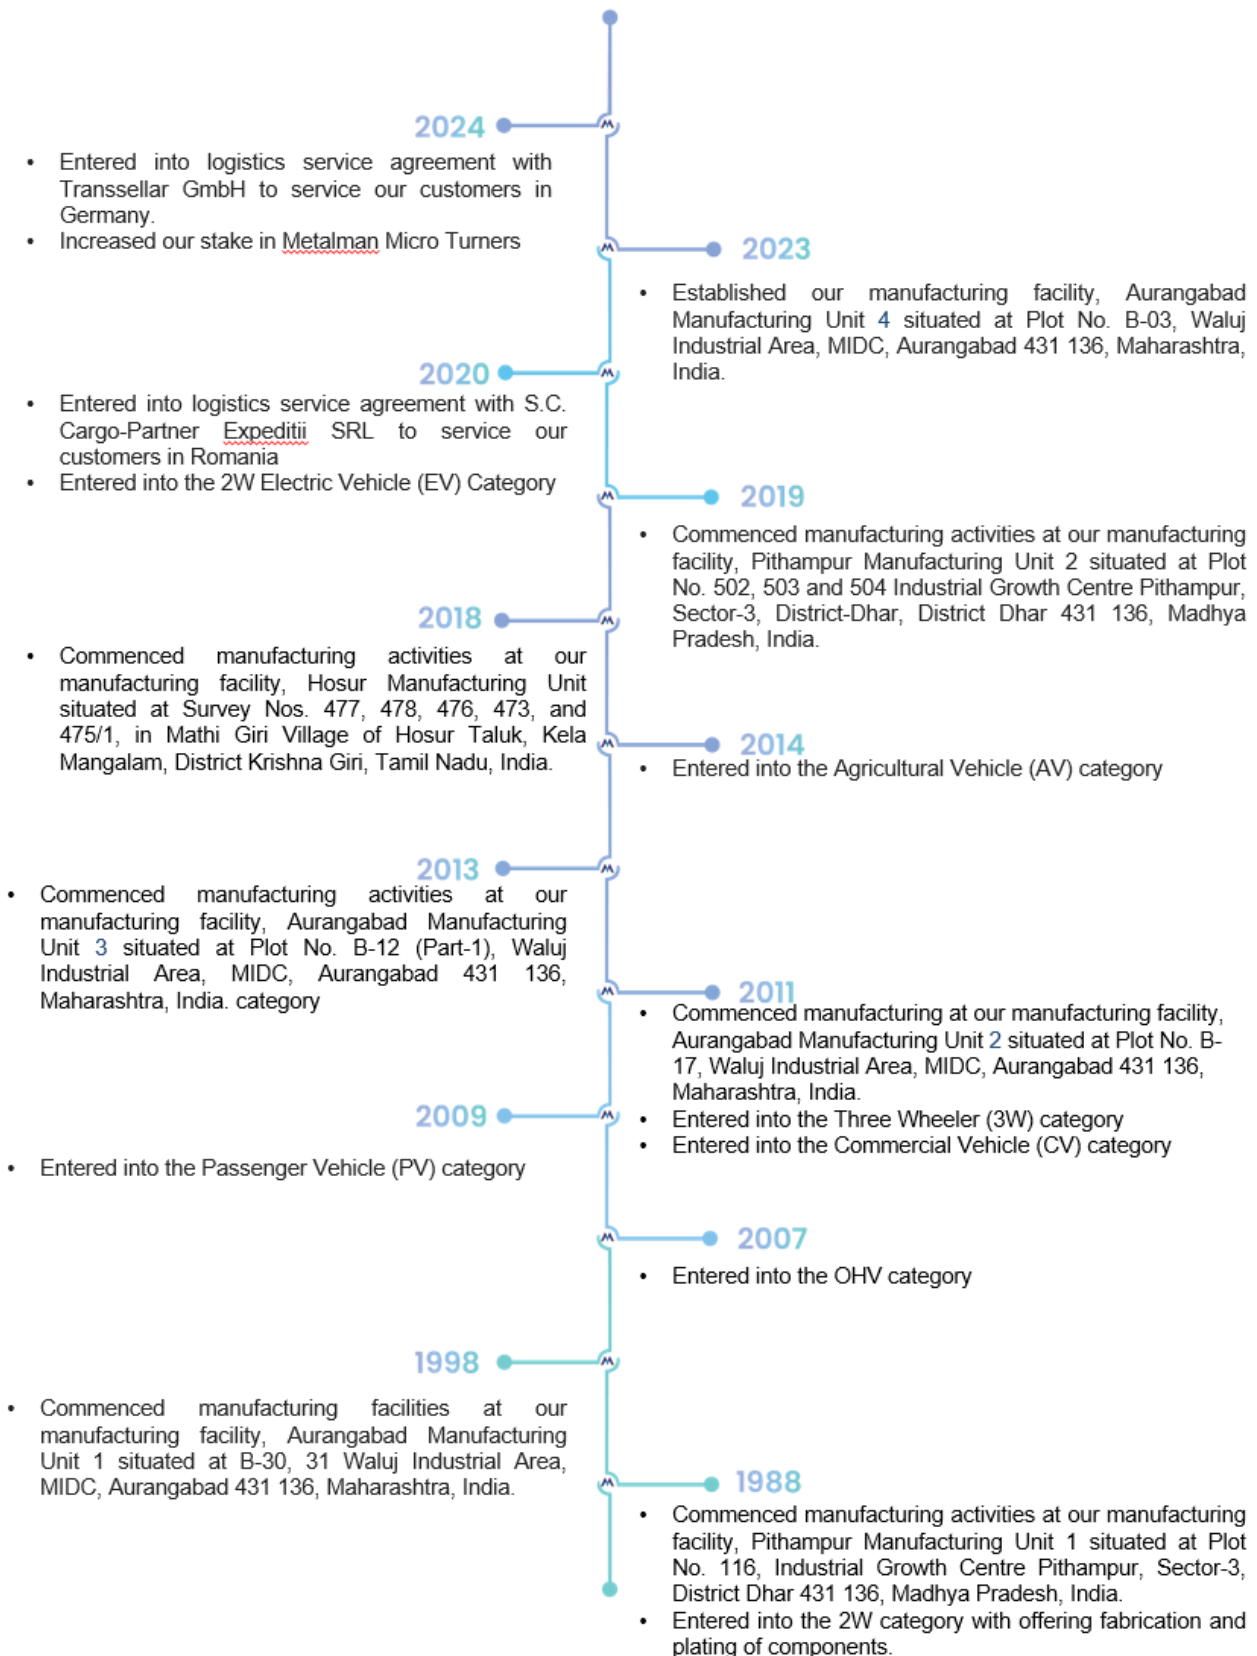 2024
• Entered into logistics service agreement with
Transsellar GmbH to service our customers in
Germany.
• Increased our stake in Metalman Micro Turners
2023
• Established our manufacturing facility, Aurangabad
Manufacturing Unit 4 situated at Plot No. B-03, Waluj
Industrial Area, MIDC, Aurangabad 431 136, Maharashtra,
India.
2020
• Entered into logistics service agreement with S.C.
Cargo-Partner Expeditii SRL to service our
customers in Romania
• Entered into the 2W Electric Vehicle (EV) Category
2019
• Commenced manufacturing activities at our manufacturing
facility, Pithampur Manufacturing Unit 2 situated at Plot
No. 502, 503 and 504 Industrial Growth Centre Pithampur,
Sector-3, District-Dhar, District Dhar 431 136, Madhya
Pradesh, India.
2018
• Commenced manufacturing activities at our
manufacturing facility, Hosur Manufacturing Unit
situated at Survey Nos. 477, 478, 476, 473, and
475/1, in Mathi Giri Village of Hosur Taluk, Kela
Mangalam, District Krishna Giri, Tamil Nadu, India.
2014
• Entered into the Agricultural Vehicle (AV) category
2013
• Commenced manufacturing activities at our
manufacturing facility, Aurangabad Manufacturing
Unit 3 situated at Plot No. B-12 (Part-1), Waluj
Industrial Area, MIDC, Aurangabad 431 136,
Maharashtra, India. category
2011
• Commenced manufacturing at our manufacturing facility,
Aurangabad Manufacturing Unit 2 situated at Plot No. B-
17, Waluj Industrial Area, MIDC, Aurangabad 431 136,
Maharashtra, India.
• Entered into the Three Wheeler (3W) category
• Entered into the Commercial Vehicle (CV) category
2009
• Entered into the Passenger Vehicle (PV) category
2007
• Entered into the OHV category
1998
• Commenced manufacturing facilities at our
manufacturing facility, Aurangabad Manufacturing
Unit 1 situated at B-30, 31 Waluj Industrial Area,
MIDC, Aurangabad 431 136, Maharashtra, India.
1988
• Commenced manufacturing activities at our manufacturing
facility, Pithampur Manufacturing Unit 1 situated at Plot
No. 116, Industrial Growth Centre Pithampur, Sector-3,
District Dhar 431 136, Madhya Pradesh, India.
• Entered into the 2W category with offering fabrication and
plating of components.